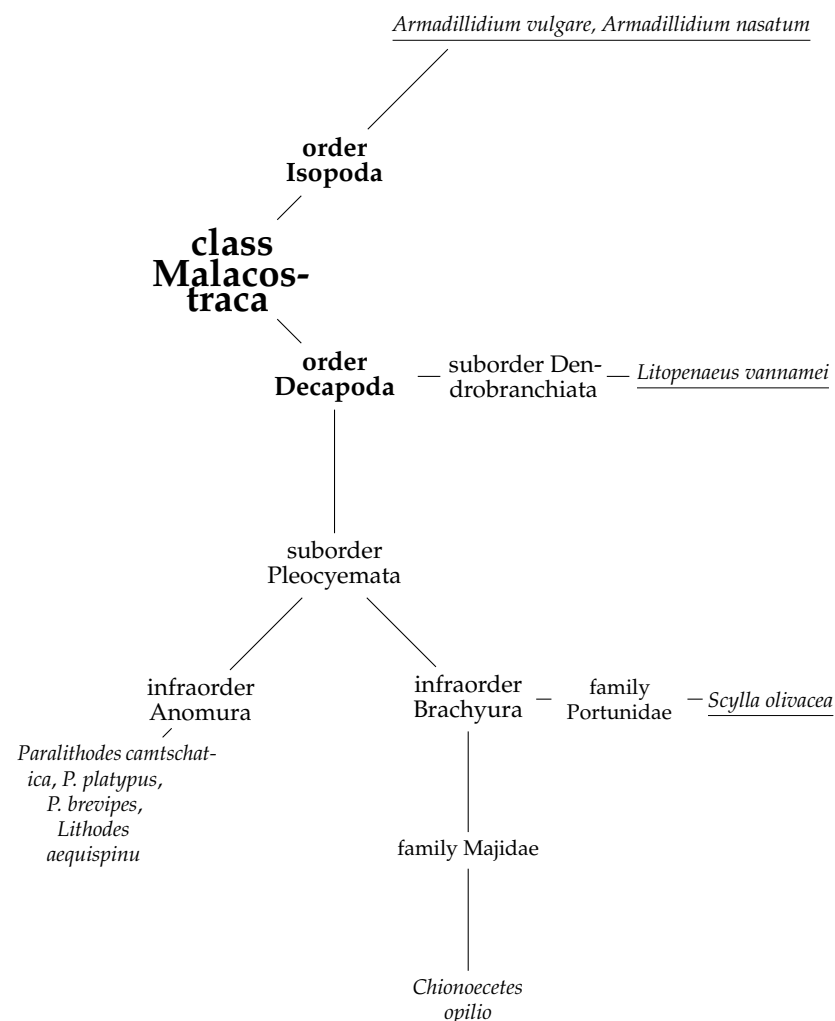 Armadillidium vulgare, Armadillidium nasatum
order
Isopoda
class
Malacos-
traca
order
Decapoda
suborder Den-
drobranchiata
Litopenaeus vannamei
suborder
Pleocyemata
infraorder
Anomura
infraorder
Brachyura
family
Portunidae
Scylla olivacea
Paralithodes camtschat-
ica, P. platypus,
P. brevipes,
Lithodes
aequispinu
family Majidae
Chionoecetes
opilio